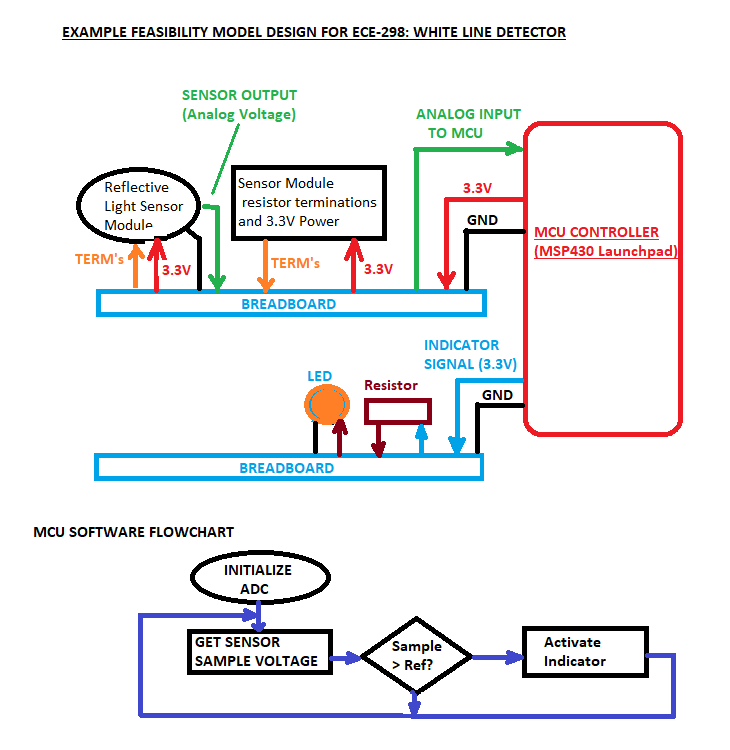 EXAMPLE FEASIBILITY MODEL DESIGN FOR ECE-298: WHITE LINE DETECTOR
SENSOR OUTPUT
(Analog Voltage)
ANALOG INPUT
TO MCU
Reflective
Light Sensor
Module
Sensor Module
resistor terminations
and 3.3V Power
3.3V
GND
MCU CONTROLLER
(MSP430 Launchpad)
TERM's
3.3V
TERM's
3.3V
BREADBOARD
INDICATOR
SIGNAL (3.3V)
LED
Resistor
GND
BREADBOARD
MCU SOFTWARE FLOWCHART
INITIALIZE
ADC
GET SENSOR
SAMPLE VOLTAGE
Sample
> Ref?
Activate
Indicator